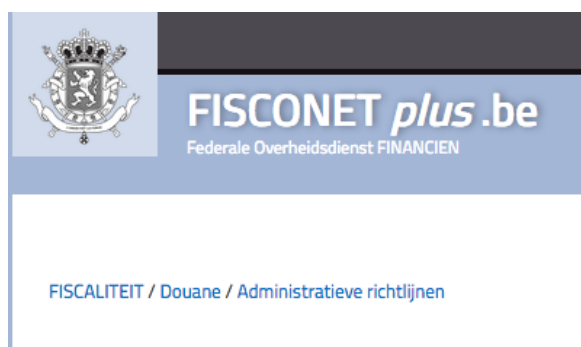 FISCONET plus .be
Federale Overheidsdienst FINANCIEN
FISCALITEIT / Douane / Administratieve richtlijnen